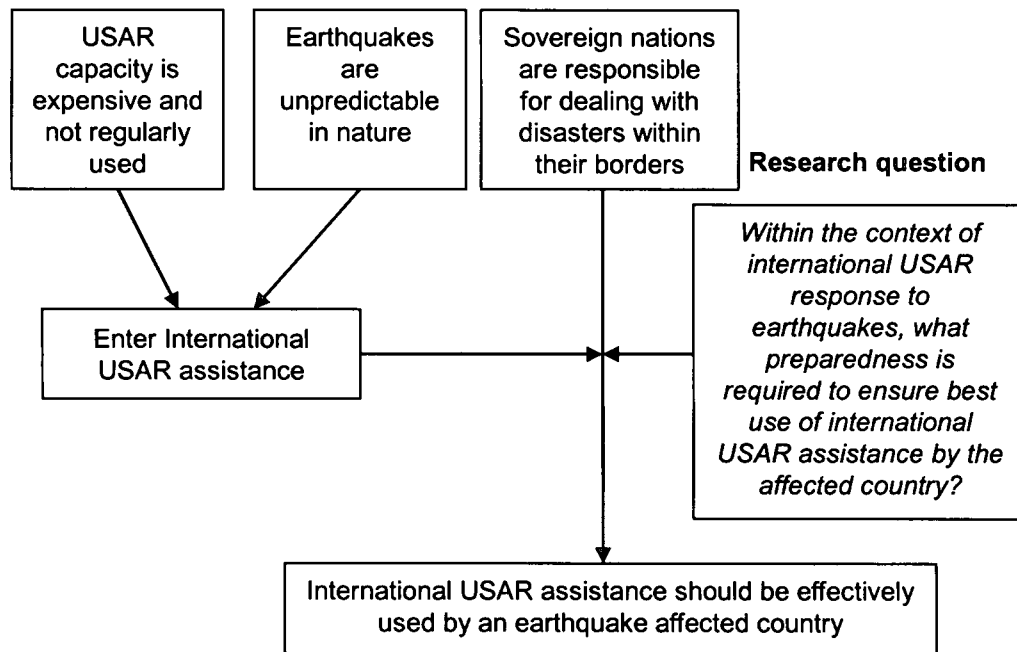 USAR
capacity is
expensive and
not regularly
used
Earthquakes
are
unpredictable
in nature
Sovereign nations
are responsible
for dealing with
disasters within
their borders
Research question
Within the context of
international USAR
response to
earthquakes, what
preparedness is
required to ensure best
use of international
USAR assistance by the
affected country?
Enter International
USAR assistance
International USAR assistance should be effectively
used by an earthquake affected country